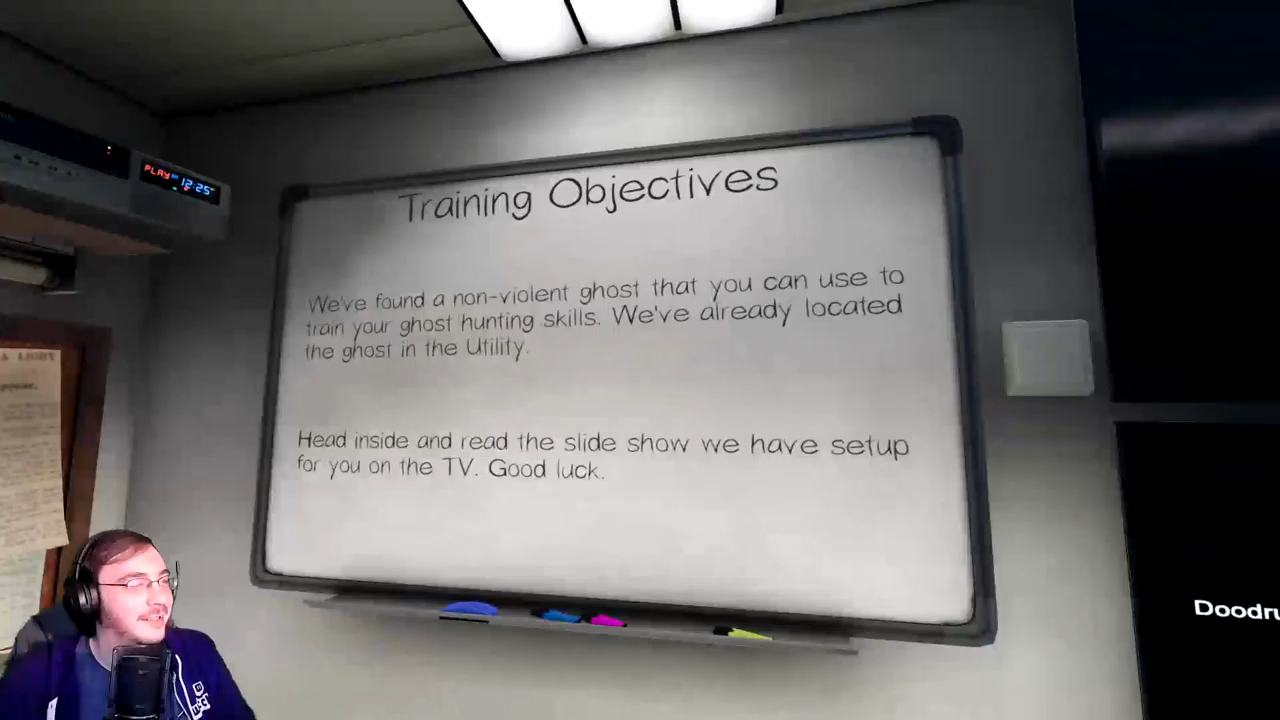 Training Objectives
We've found a non-violent ghost that you can use to
train your ghost hunting skills. We've already located
the ghost in the Utility.
Head inside and read the slide show we have setup
for you on the TV. Good luck.
PLAY 12:25
A LIGHT